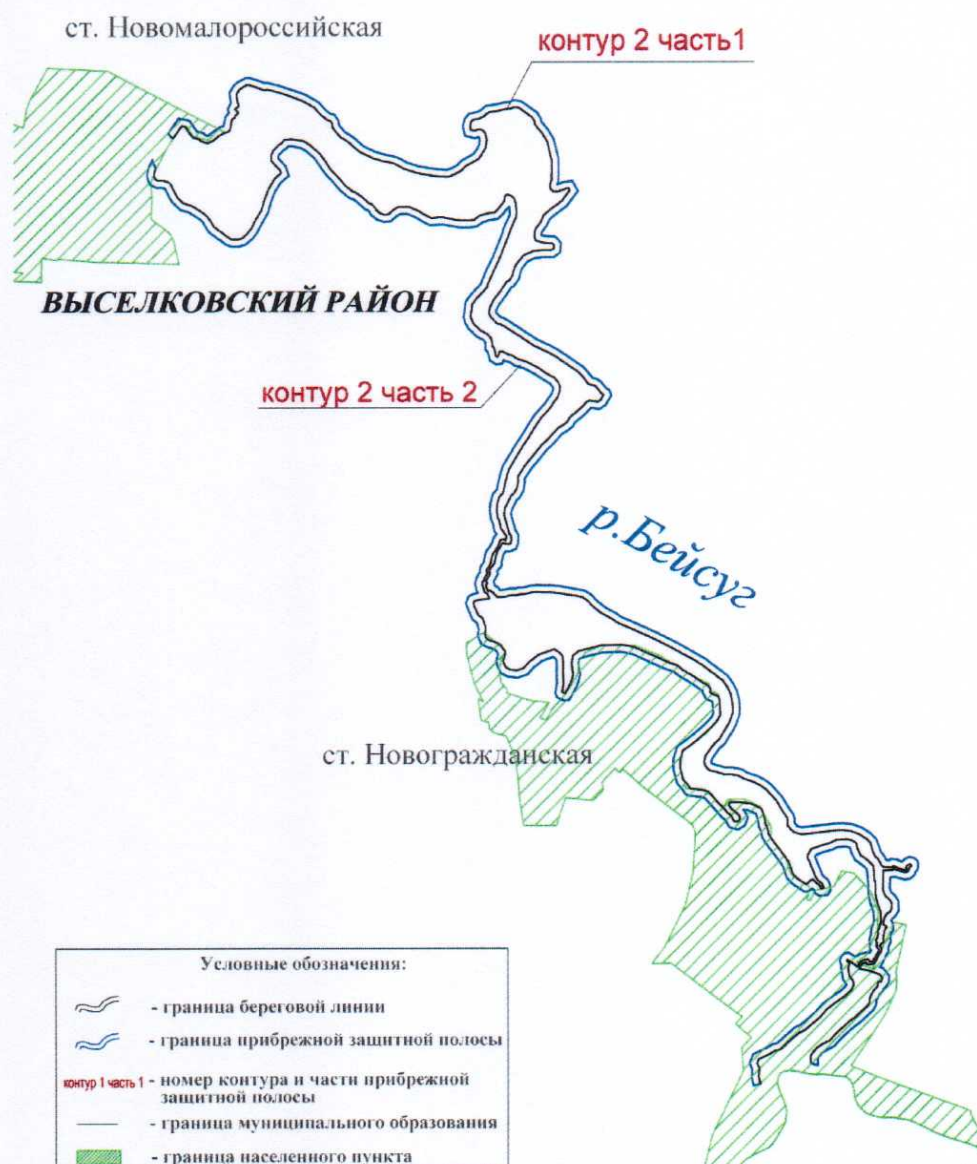 ст. Новомалороссийская
контур 2 часть1
ВЫСЕЛКОВСКИЙ РАЙОН
контур 2 часть 2
р.Бейсуг
ст. Новогражданская
Условные обозначения:
- граница береговой линии
- граница прибрежной защитной полосы
контур 1 часть 1 - номер контура и части прибрежной
защитной полосы
- граница муниципального образования
- граница населенного пункта